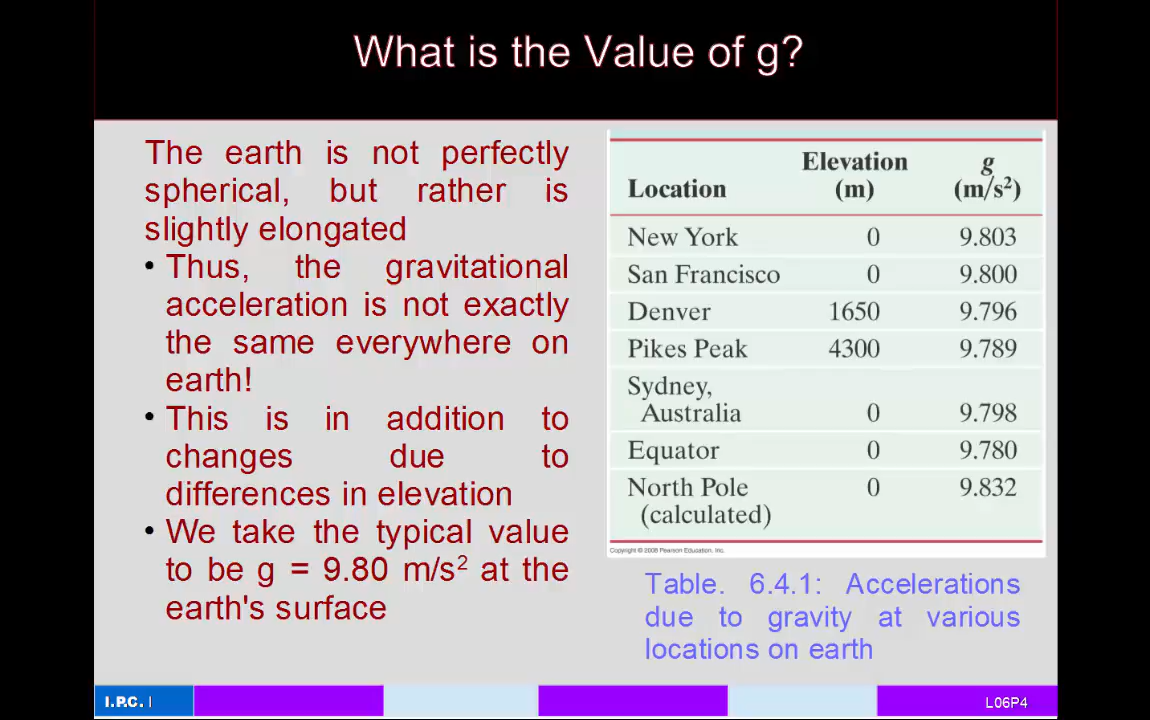 What is the Value of g?
The earth is not perfectly
spherical, but rather is
slightly elongated
• Thus, the gravitational
acceleration is not exactly
the same everywhere on
earth!
• This is in addition to
changes due to
differences in elevation
• We take the typical value
to be g = 9.80 m/s² at the
earth's surface
Location Elevation (m) g (m/s²)
New York 0 9.803
San Francisco 0 9.800
Denver 1650 9.796
Pikes Peak 4300 9.789
Sydney,
Australia 0 9.798
Equator 0 9.780
North Pole 0 9.832
(calculated)
Copyright © 2008 Pearson Education, Inc.
Table. 6.4.1: Accelerations
due to gravity at various
locations on earth
I.P.C. I
L06P4